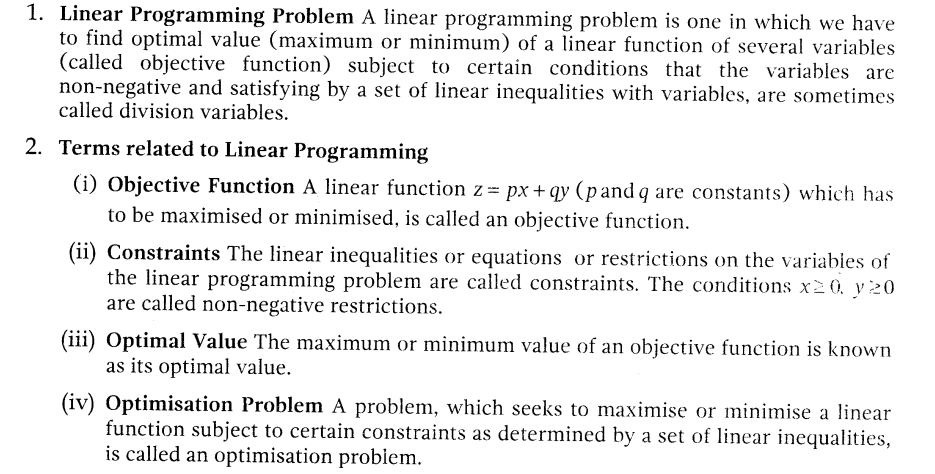 1. Linear Programming Problem A linear programming problem is one in which we have
to find optimal value (maximum or minimum) of a linear function of several variables
(called objective function) subject to certain conditions that the variables are
non-negative and satisfying by a set of linear inequalities with variables, are sometimes
called division variables.
2. Terms related to Linear Programming
(i) Objective Function A linear function z = px + qy (p and q are constants) which has
to be maximised or minimised, is called an objective function.
(ii) Constraints The linear inequalities or equations or restrictions on the variables of
the linear programming problem are called constraints. The conditions x ≥ 0, y ≥ 0
are called non-negative restrictions.
(iii) Optimal Value The maximum or minimum value of an objective function is known
as its optimal value.
(iv) Optimisation Problem A problem, which seeks to maximise or minimise a linear
function subject to certain constraints as determined by a set of linear inequalities,
is called an optimisation problem.